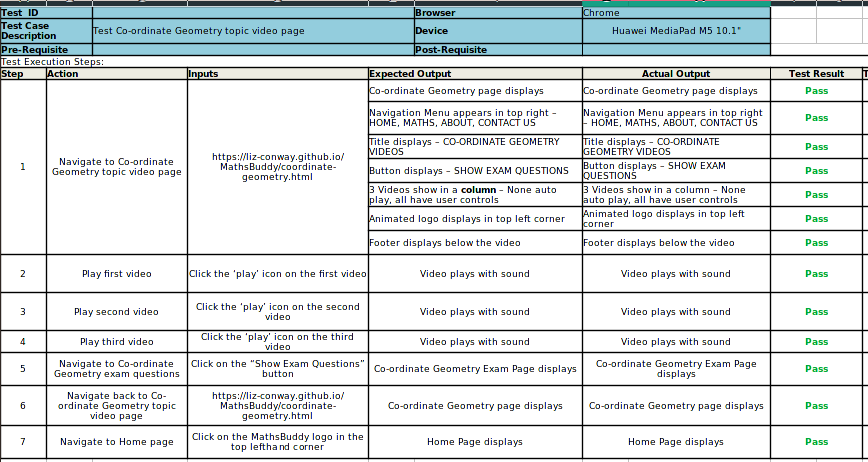 Test ID Browser Chrome
Test Case
Description Test Co-ordinate Geometry topic video page Device Huawei MediaPad M5 10.1"
Pre-Requisite Post-Requisite
Test Execution Steps:
Step Action Inputs Expected Output Actual Output Test Result T
1
Navigate to Co-ordinate
Geometry topic video page
https://liz-conway.github.io/
MathsBuddy/coordinate-
geometry.html
Co-ordinate Geometry page displays
Co-ordinate Geometry page displays
Pass
Navigation Menu appears in top right –
HOME, MATHS, ABOUT, CONTACT US
Navigation Menu appears in top right
– HOME, MATHS, ABOUT, CONTACT US
Pass
Title displays – CO-ORDINATE GEOMETRY
VIDEOS
Title displays – CO-ORDINATE
GEOMETRY VIDEOS
Pass
Button displays – SHOW EXAM QUESTIONS
Button displays – SHOW EXAM
QUESTIONS
Pass
3 Videos show in a column – None auto
play, all have user controls
3 Videos show in a column – None
auto play, all have user controls
Pass
Animated logo displays in top left corner
Animated logo displays in top left
corner
Pass
Footer displays below the video
Footer displays below the video
Pass
2
Play first video
Click the ‘play’ icon on the first video
Video plays with sound
Video plays with sound
Pass
3
Play second video
Click the ‘play’ icon on the second
video
Video plays with sound
Video plays with sound
Pass
4
Play third video
Click the ‘play’ icon on the third
video
Video plays with sound
Video plays with sound
Pass
5
Navigate to Co-ordinate
Geometry exam questions
Click on the “Show Exam Questions”
button
Co-ordinate Geometry Exam Page displays
Co-ordinate Geometry Exam Page
displays
Pass
6
Navigate back to Co-
ordinate Geometry topic
video page
https://liz-conway.github.io/
MathsBuddy/coordinate-
geometry.html
Co-ordinate Geometry page displays
Co-ordinate Geometry page displays
Pass
7
Navigate to Home page
Click on the MathsBuddy logo in the
top lefthand corner
Home Page displays
Home Page displays
Pass